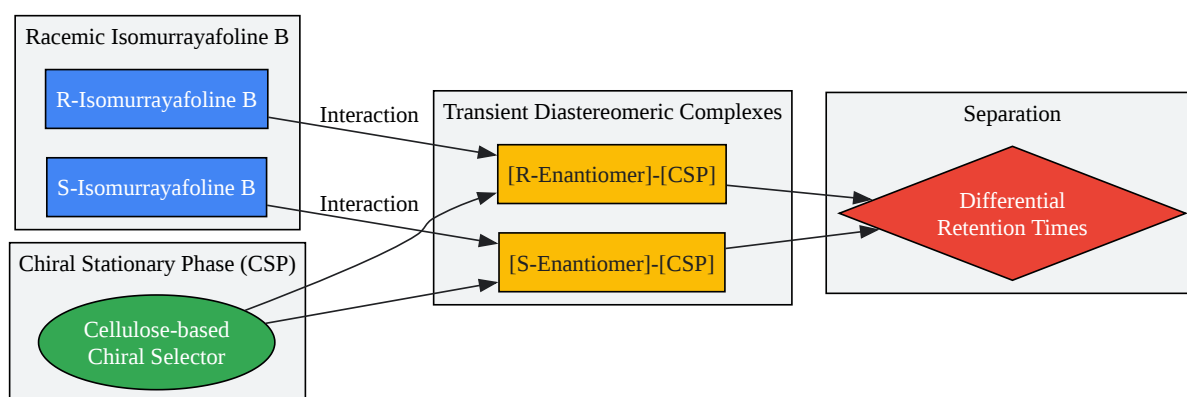 Racemic Isomurrayafoline B
R-Isomurrayafoline B
S-Isomurrayafoline B
Chiral Stationary Phase (CSP)
Cellulose-based
Chiral Selector
Interaction
Interaction
Transient Diastereomeric Complexes
[R-Enantiomer]-[CSP]
[S-Enantiomer]-[CSP]
Separation
Differential
Retention Times